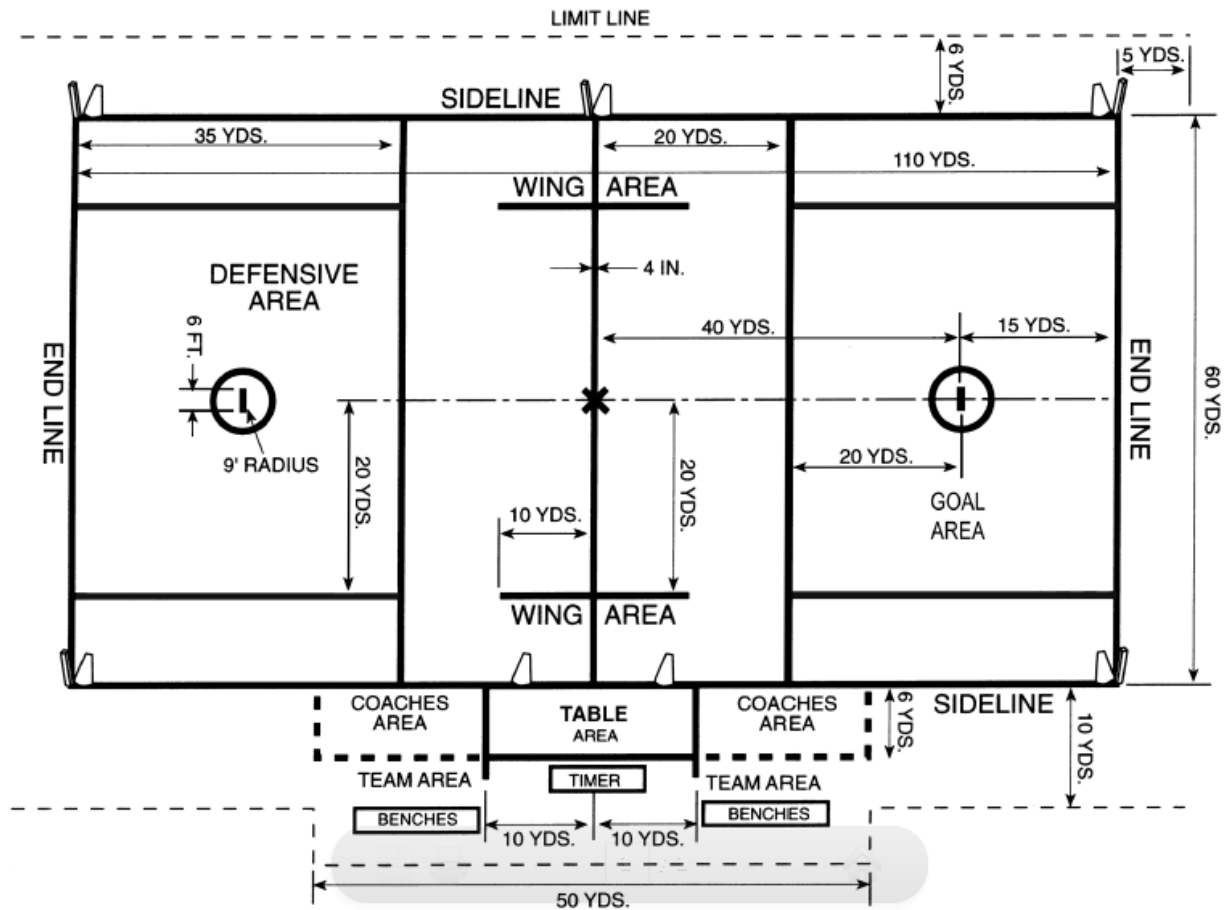 LIMIT LINE
6 YDS.
5 YDS.
SIDELINE
35 YDS.
20 YDS.
110 YDS.
WING AREA
4 IN.
DEFENSIVE
AREA
6 FT.
40 YDS.
15 YDS.
END LINE
END LINE
60 YDS.
9' RADIUS
20 YDS.
20 YDS.
20 YDS.
10 YDS.
GOAL
AREA
WING AREA
COACHES
AREA
TABLE
AREA
COACHES
AREA
6 YDS.
SIDELINE
10 YDS.
TEAM AREA
TIMER
TEAM AREA
BENCHES
BENCHES
10 YDS.
10 YDS.
50 YDS.